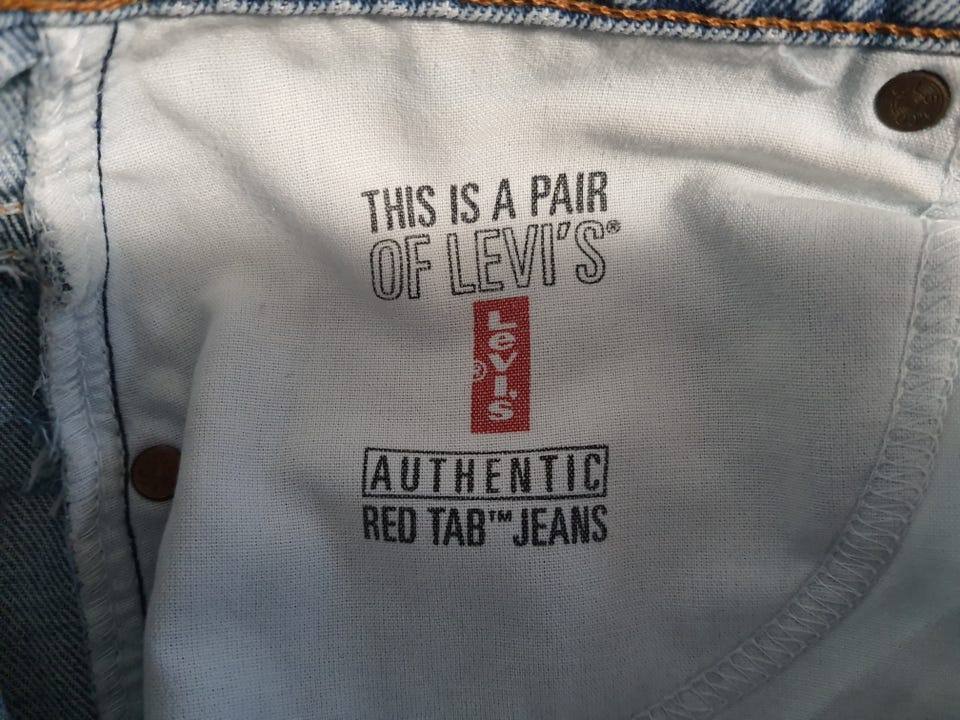 THIS IS A PAIR
OF LEVI'S®
Levi's®
AUTHENTIC
RED TAB™ JEANS